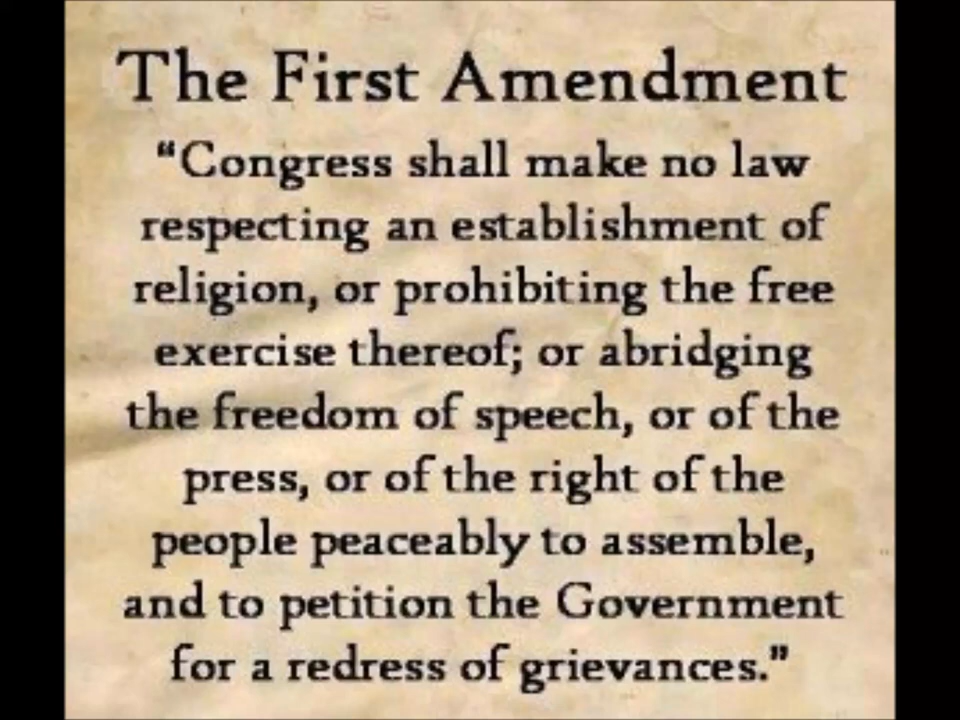 The First Amendment
“Congress shall make no law
respecting an establishment of
religion, or prohibiting the free
exercise thereof; or abridging
the freedom of speech, or of the
press, or of the right of the
people peaceably to assemble,
and to petition the Government
for a redress of grievances.”